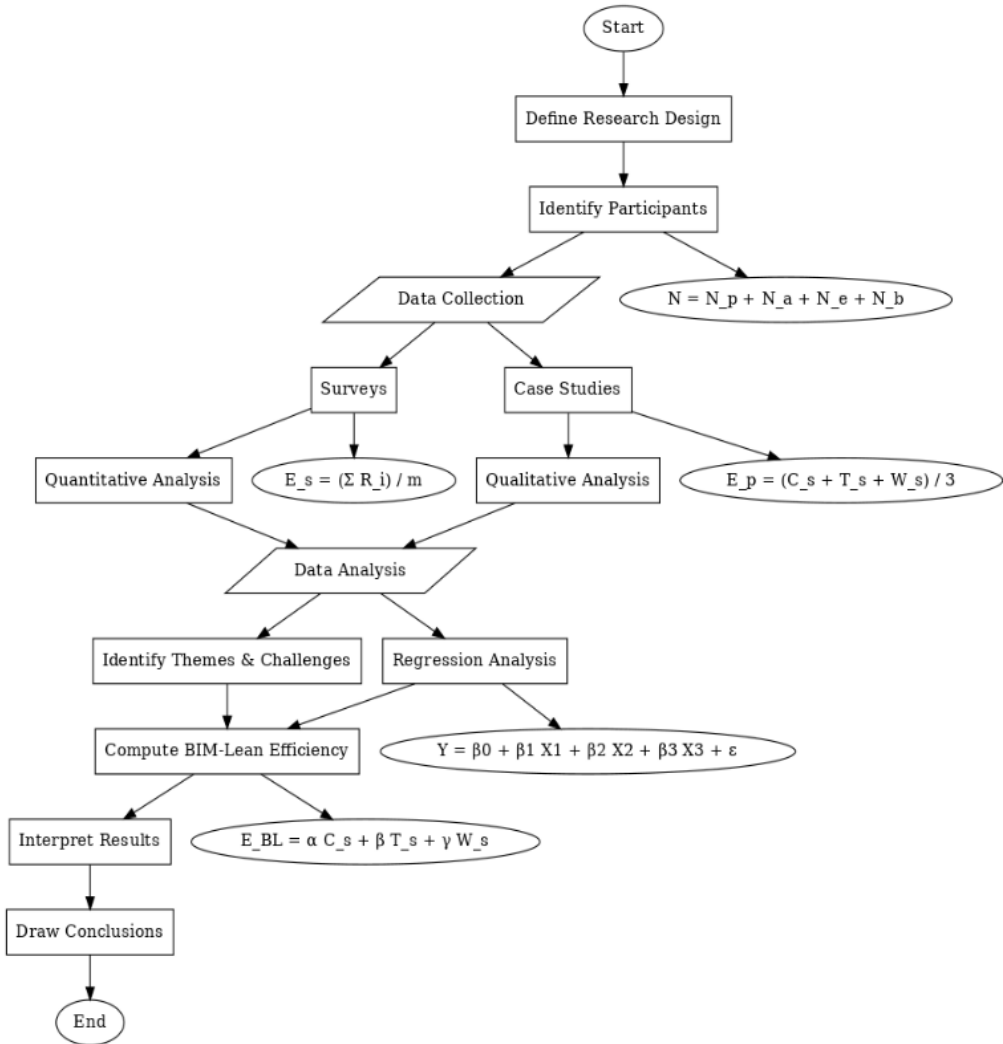 Start
Define Research Design
Identify Participants
Data Collection
N = N_p + N_a + N_e + N_b
Surveys
Case Studies
Quantitative Analysis
E_s = (Σ R_i) / m
Qualitative Analysis
E_p = (C_s + T_s + W_s) / 3
Data Analysis
Identify Themes & Challenges
Regression Analysis
Compute BIM-Lean Efficiency
Y = β0 + β1 X1 + β2 X2 + β3 X3 + ε
Interpret Results
E_BL = α C_s + β T_s + γ W_s
Draw Conclusions
End